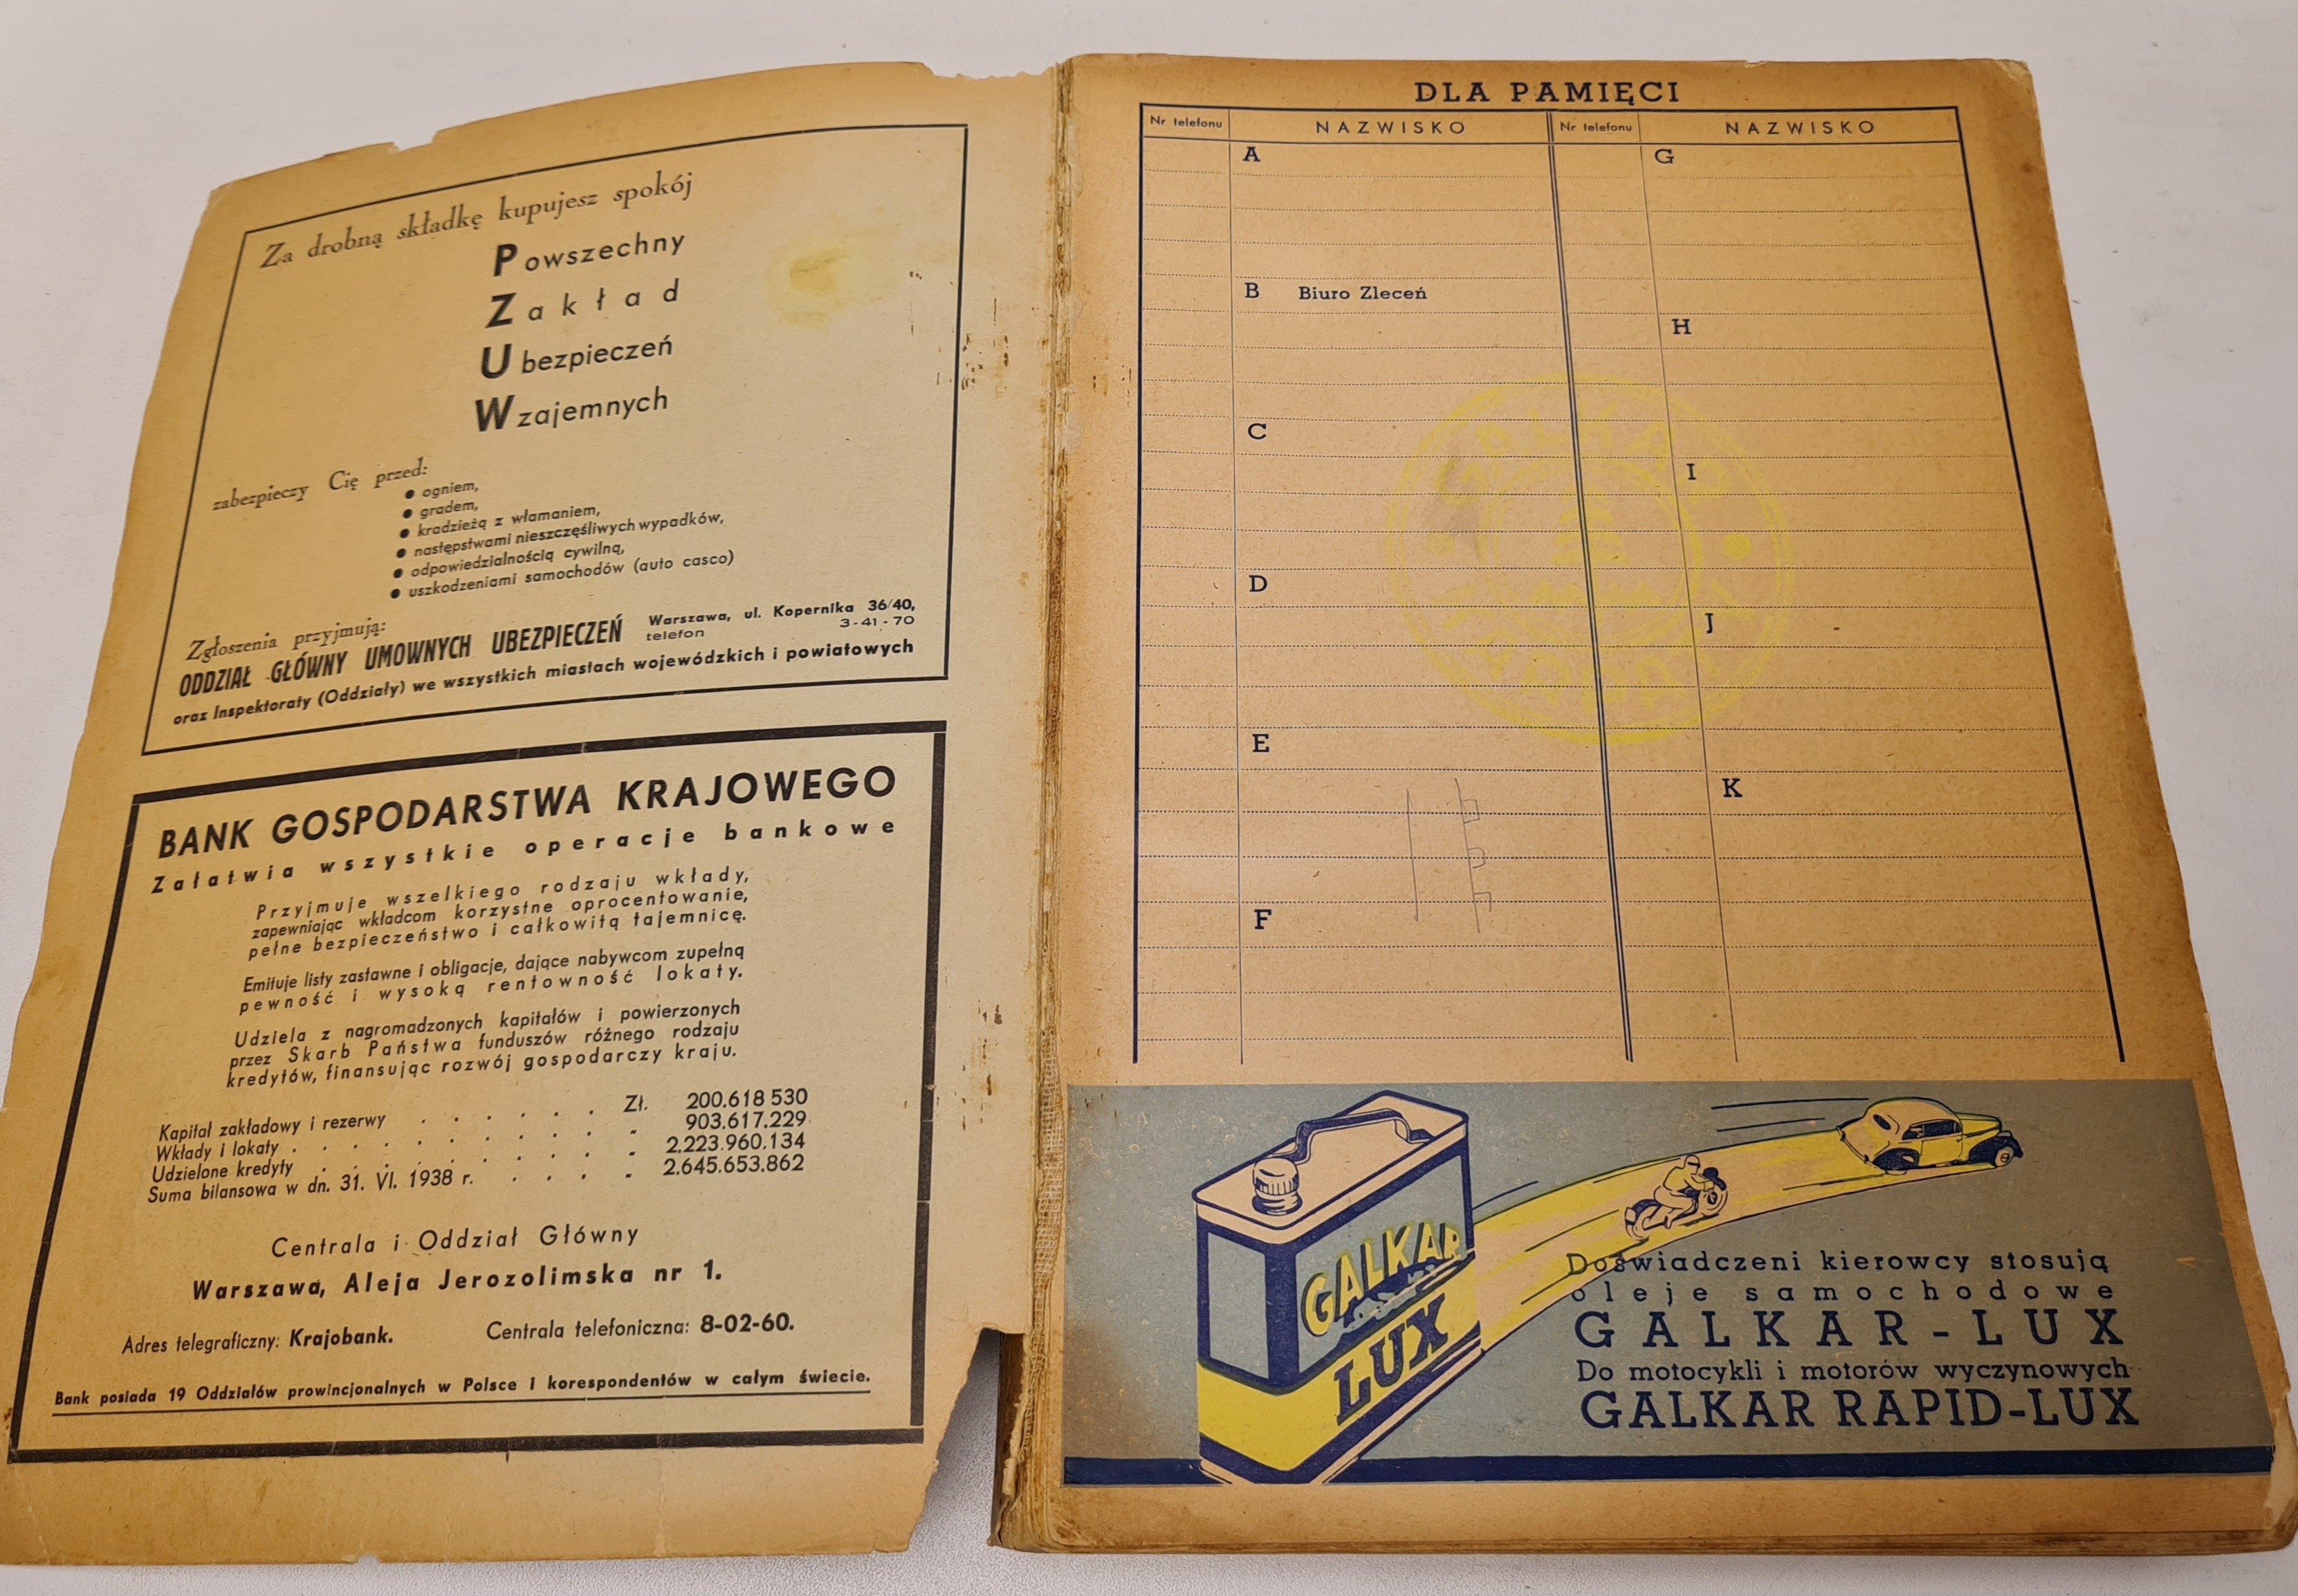 Za drobną składkę kupujesz spokój
Powszechny
Zakład
Ubezpieczeń
Wzajemnych
zabezpieczy Cię przed:
● ogniem,
● gradem,
● kradzieżą z włamaniem,
● następstwami nieszczęśliwych wypadków,
● odpowiedzialnością cywilną,
● uszkodzeniami samochodów (auto casco)
Zgłoszenia przyjmują:
ODDZIAŁ GŁÓWNY UMOWNYCH UBEZPIECZEŃ Warszawa, ul. Kopernika 36/40,
telefon 3-41-70
oraz Inspektoraty (Oddziały) we wszystkich miastach wojewódzkich i powiatowych
BANK GOSPODARSTWA KRAJOWEGO
Załatwia wszystkie operacje bankowe
Przyjmuje wszelkiego rodzaju wkłady,
zapewniając wkładcom korzystne oprocentowanie,
pełne bezpieczeństwo i całkowitą tajemnicę.
Emituje listy zastawne i obligacje, dające nabywcom zupełną
pewność i wysoką rentowność lokaty.
Udziela z nagromadzonych kapitałów i powierzonych
przez Skarb Państwa funduszów różnego rodzaju
kredytów, finansując rozwój gospodarczy kraju.
Kapitał zakładowy i rezerwy . . . . . . Zł. 200.618 530
Wkłady i lokaty . . . . . . . . . - 903.617.229
Udzielone kredyty . . . . . . . . - 2.223.960.134
Suma bilansowa w dn. 31. VI. 1938 r. . . . . - 2.645.653.862
Centrala i Oddział Główny
Warszawa, Aleja Jerozolimska nr 1.
Adres telegraficzny: Krajobank. Centrala telefoniczna: 8-02-60.
Bank posiada 19 Oddziałów prowincjonalnych w Polsce i korespondentów w całym świecie.
DLA PAMIĘCI
Nr telefonu NAZWISKO Nr telefonu NAZWISKO
A
B Biuro Zleceń
C
D
E
F
G
H
I
J
K
GALKAR
LUX
Doświadczeni kierowcy stosują
oleje samochodowe
GALKAR-LUX
Do motocykli i motorów wyczynowych
GALKAR RAPID-LUX